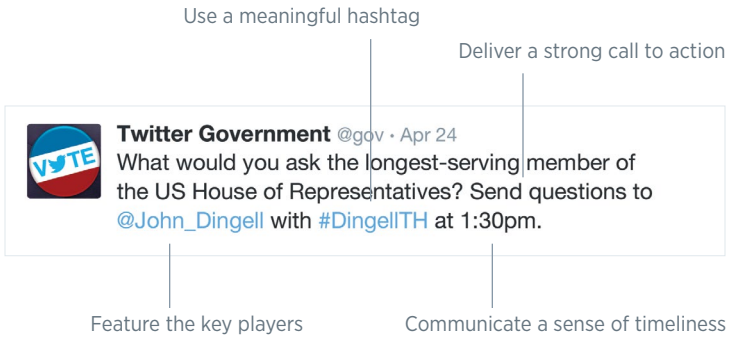 Use a meaningful hashtag
Deliver a strong call to action
VOTE
Twitter Government @gov · Apr 24
What would you ask the longest-serving member of
the US House of Representatives? Send questions to
@John_Dingell with #DingellTH at 1:30pm.
Feature the key players
Communicate a sense of timeliness